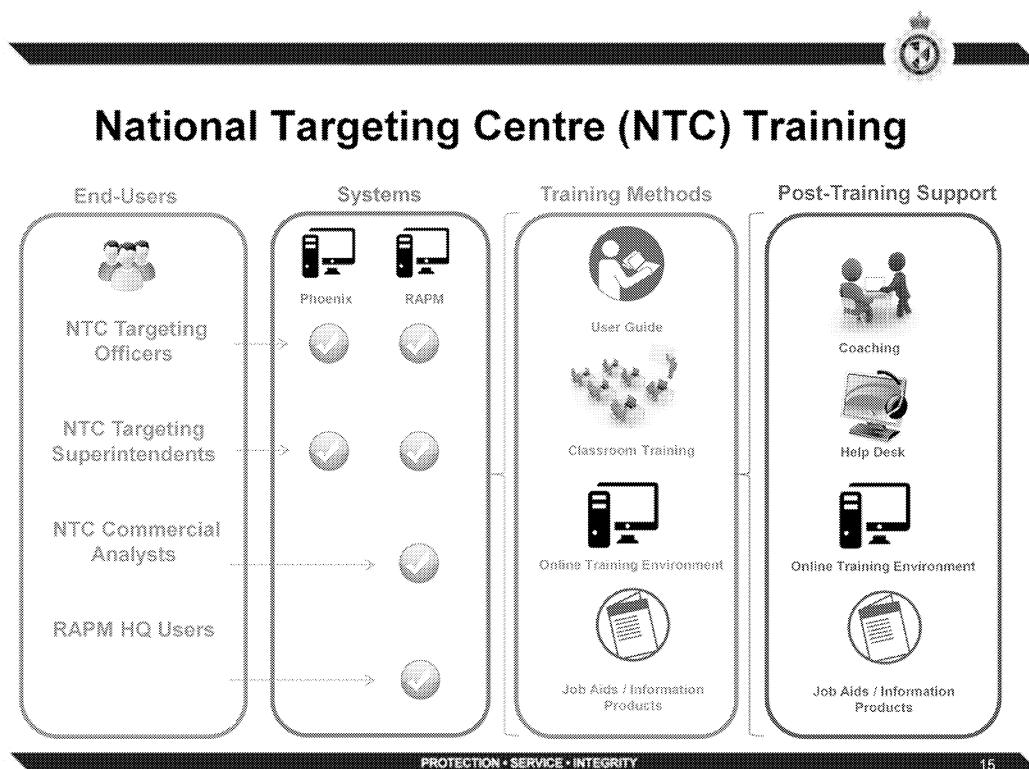 National Targeting Centre (NTC) Training
End-Users
NTC Targeting
Officers
NTC Targeting
Superintendents
NTC Commercial
Analysts
RAPM HQ Users
Systems
Phoenix
RAPM
Training Methods
User Guide
Classroom Training
Online Training Environment
Job Aids / Information
Products
Post-Training Support
Coaching
Help Desk
Online Training Environment
Job Aids / Information
Products
PROTECTION • SERVICE • INTEGRITY
15